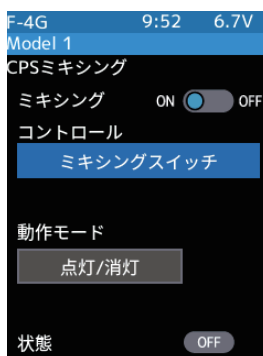 F-4G 9:52 6.7V
Model 1
CPSミキシング
ミキシング ON OFF
コントロール
ミキシングスイッチ
動作モード
点灯/消灯
状態 OFF